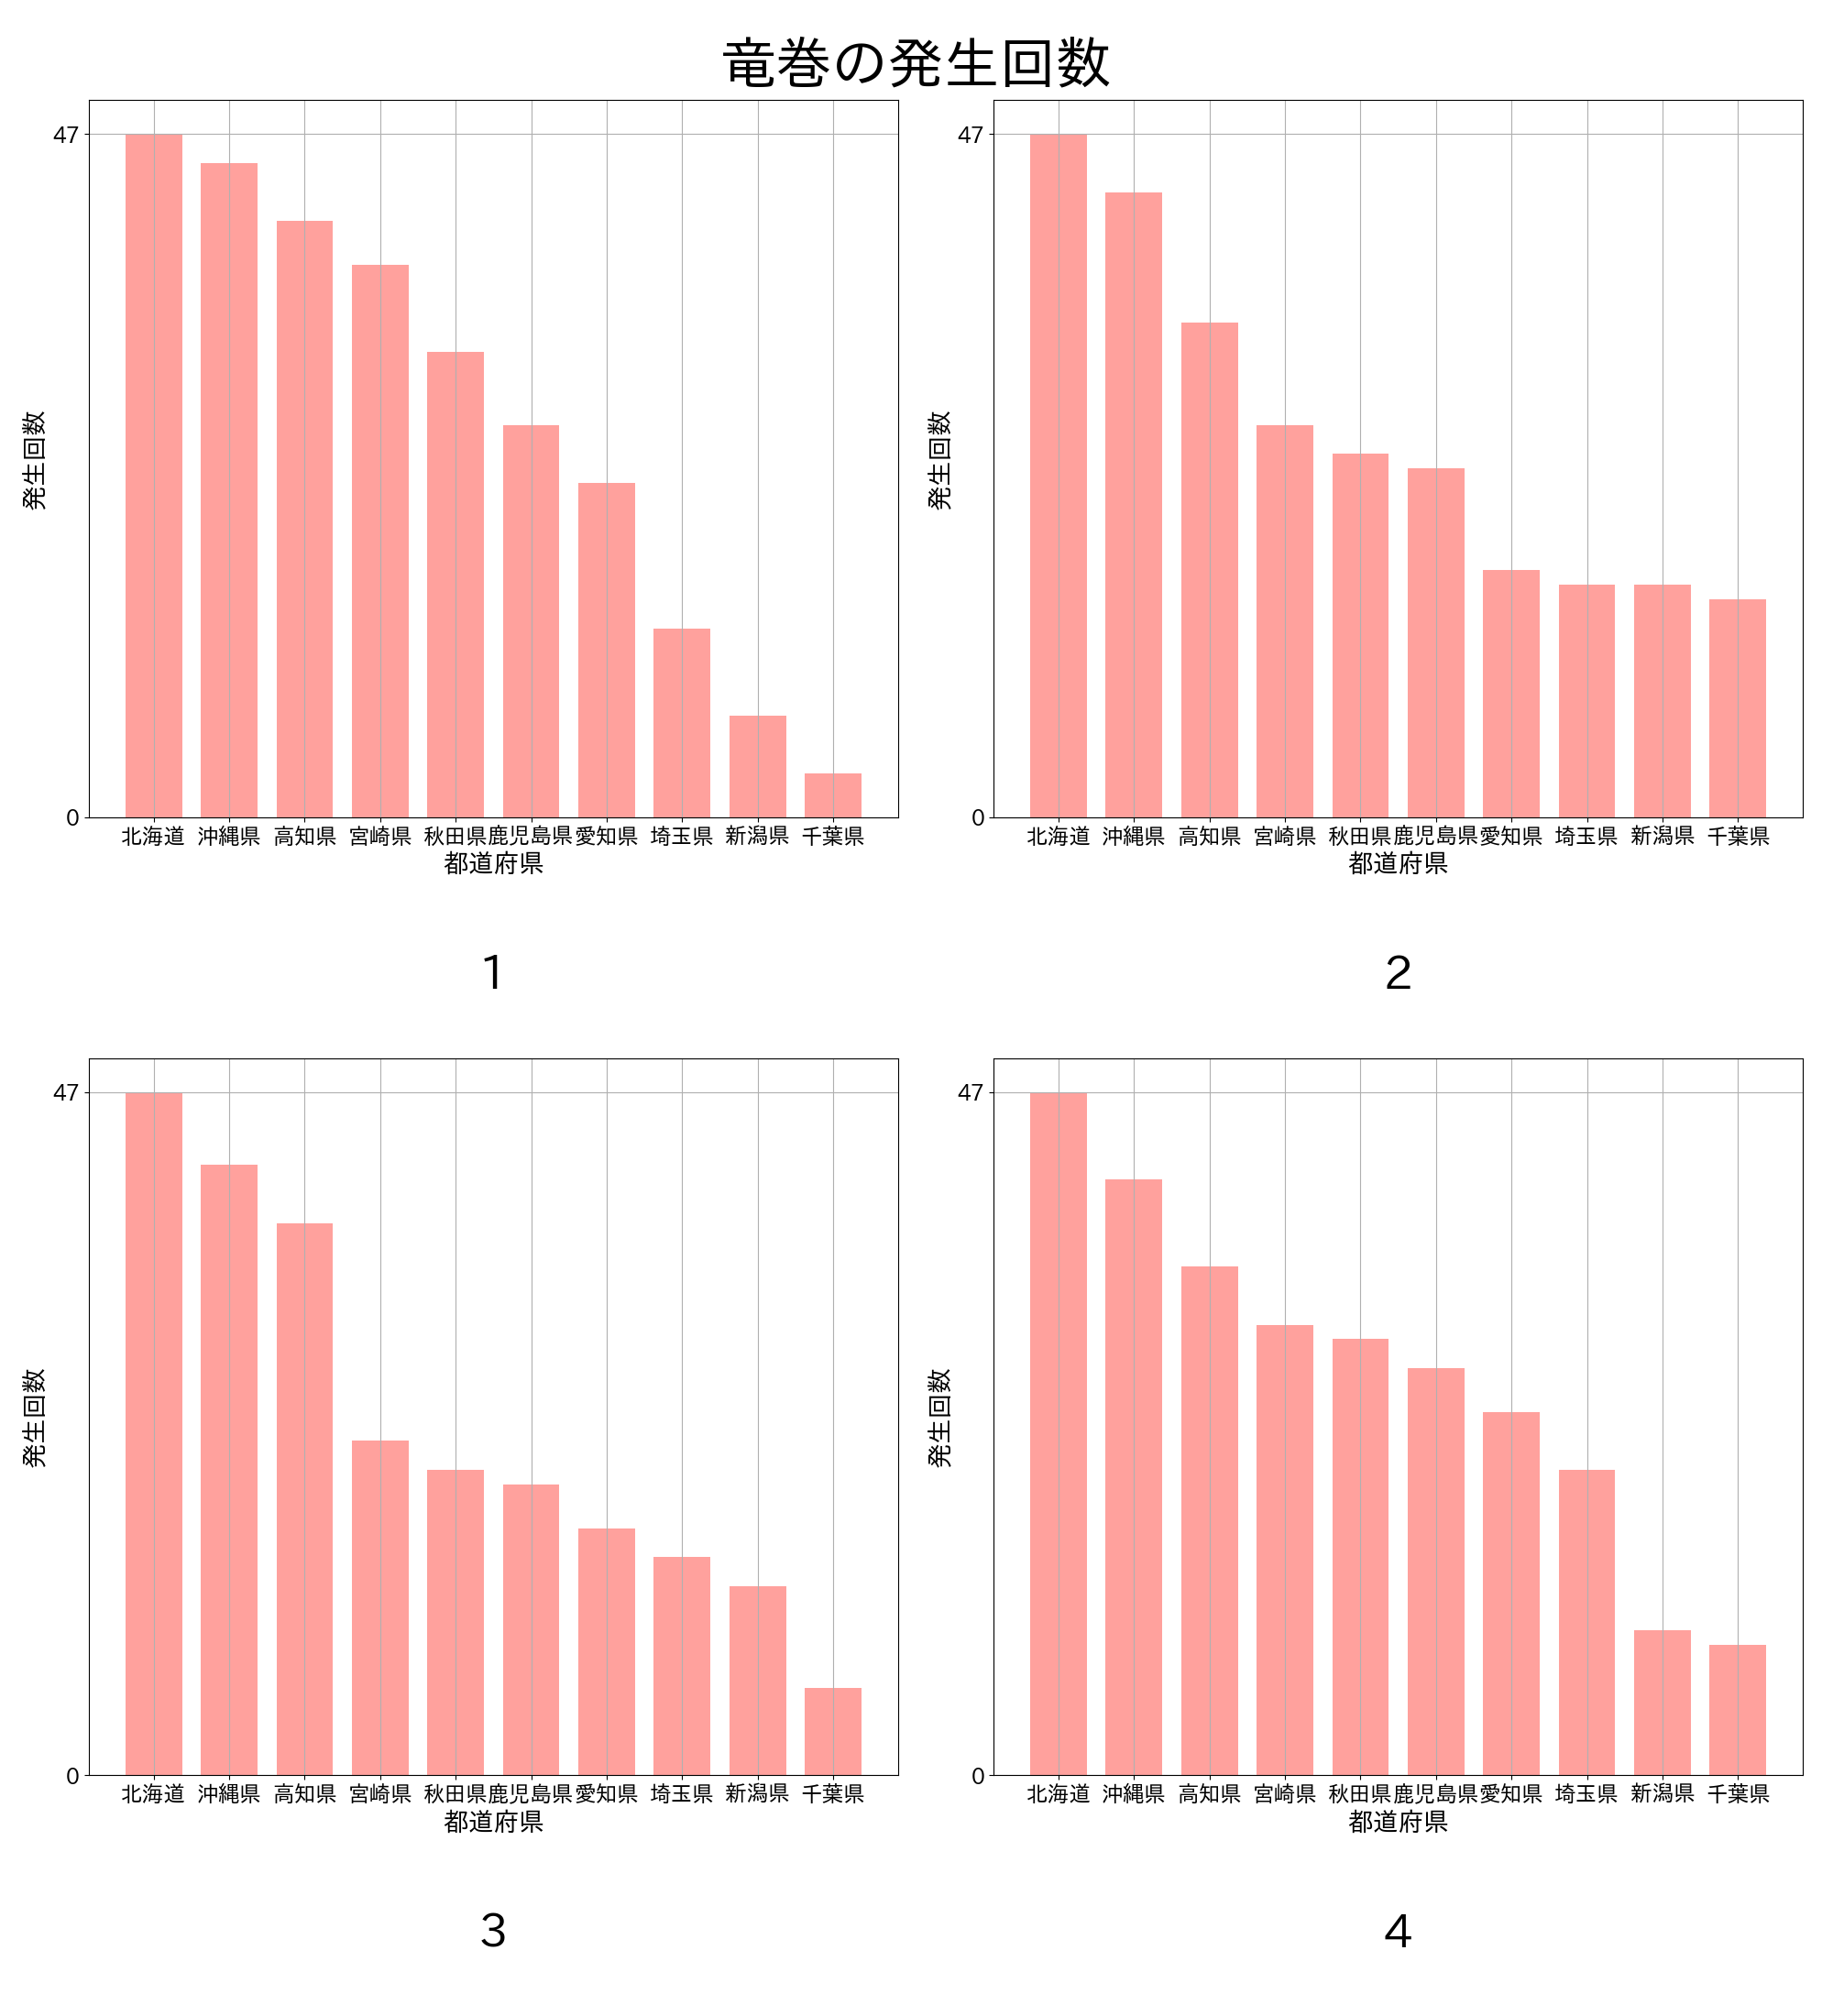 竜巻の発生回数
47
0
発生回数
北海道 沖縄県 高知県 宮崎県 秋田県 鹿児島県 愛知県 埼玉県 新潟県 千葉県
都道府県
1
47
0
発生回数
北海道 沖縄県 高知県 宮崎県 秋田県 鹿児島県 愛知県 埼玉県 新潟県 千葉県
都道府県
2
47
0
発生回数
北海道 沖縄県 高知県 宮崎県 秋田県 鹿児島県 愛知県 埼玉県 新潟県 千葉県
都道府県
3
47
0
発生回数
北海道 沖縄県 高知県 宮崎県 秋田県 鹿児島県 愛知県 埼玉県 新潟県 千葉県
都道府県
4